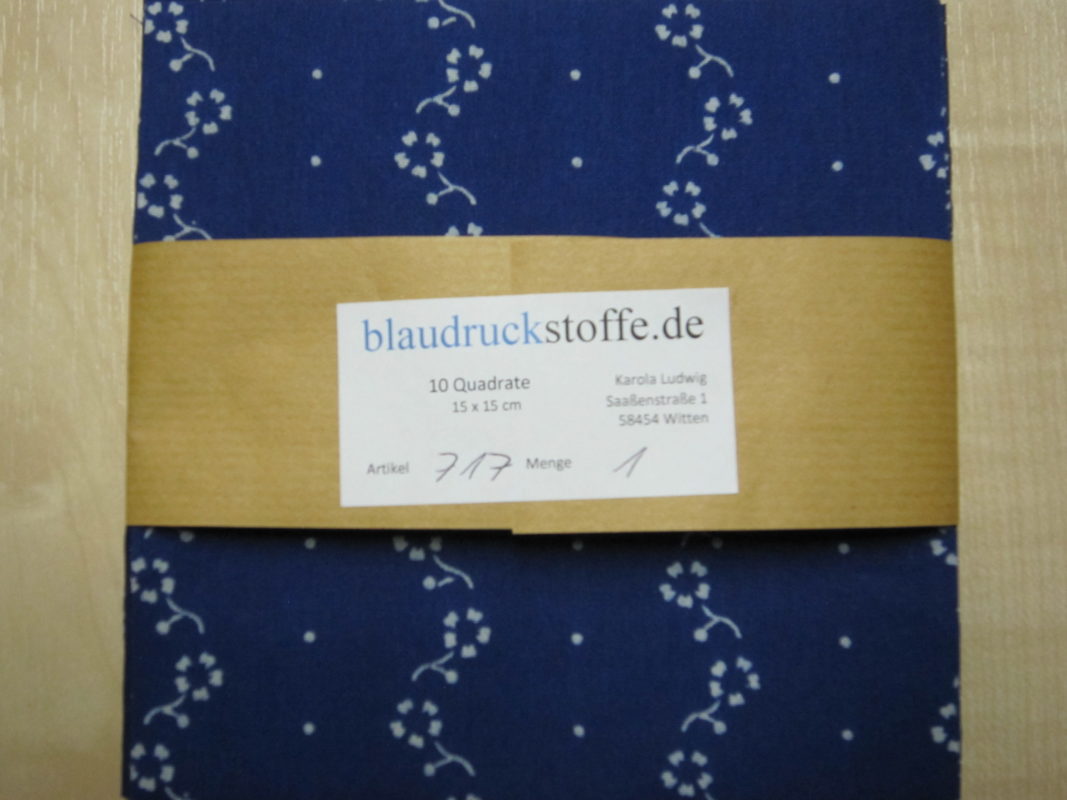 blaudruckstoffe.de
10 Quadrate
15 x 15 cm
Karola Ludwig
Saaßenstraße 1
58454 Witten
Artikel 717 Menge 1